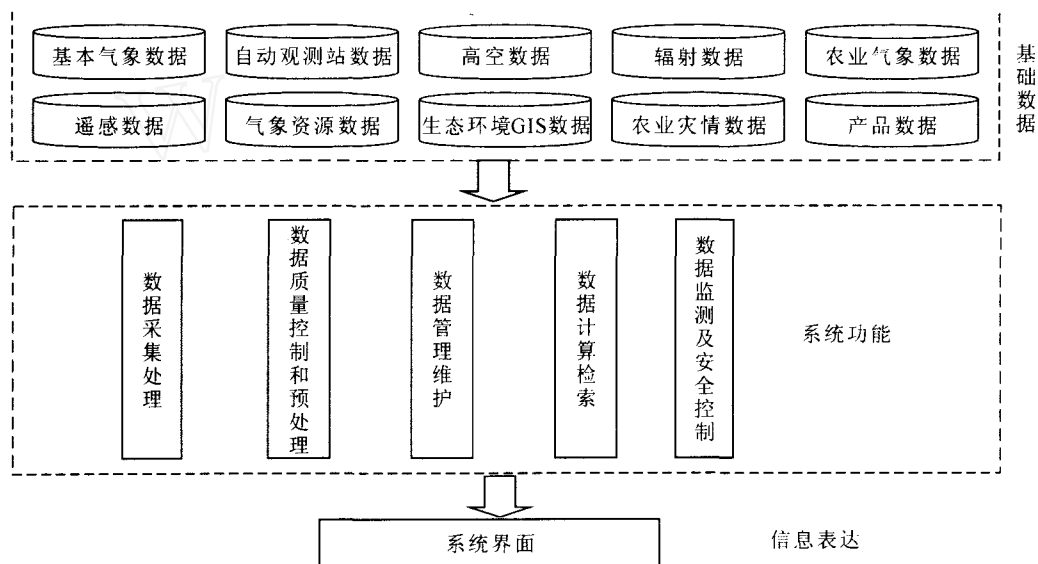 基本气象数据
自动观测站数据
高空数据
辐射数据
农业气象数据
遥感数据
气象资源数据
生态环境GIS数据
农业灾情数据
产品数据
基础数据
数据采集处理
数据质量控制和预处理
数据管理维护
数据计算检索
数据监测及安全控制
系统功能
系统界面
信息表达